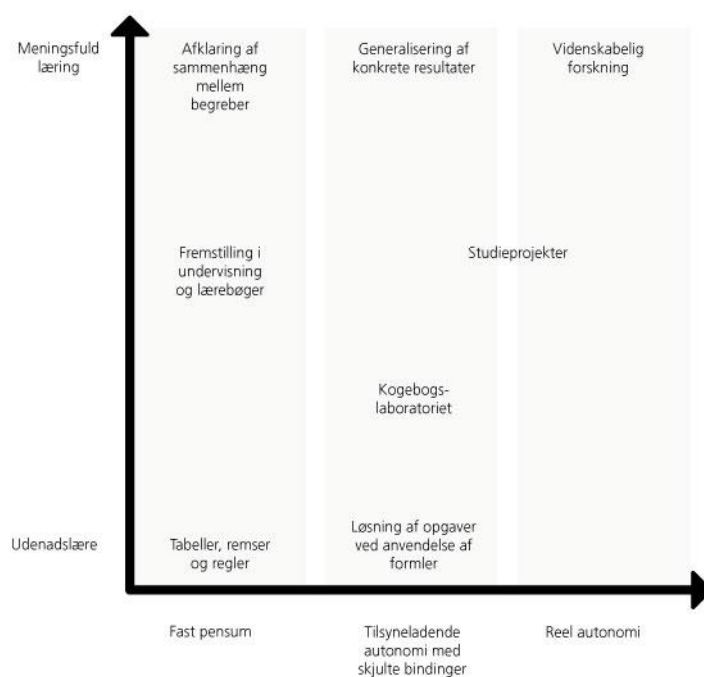 Meningsfuld
læring
Afklaring af
sammenhæng
mellem
begreber
Generalisering af
konkrete resultater
Videnskabelig
forskning
Fremstilling i
undervisning
og lærebøger
Studieprojekter
Kogebogs-
laboratoriet
Udenadslære
Tabeller, remser
og regler
Løsning af opgaver
ved anvendelse af
formler
Fast pensum
Tilsyneladende
autonomi med
skjulte bindinger
Reel autonomi